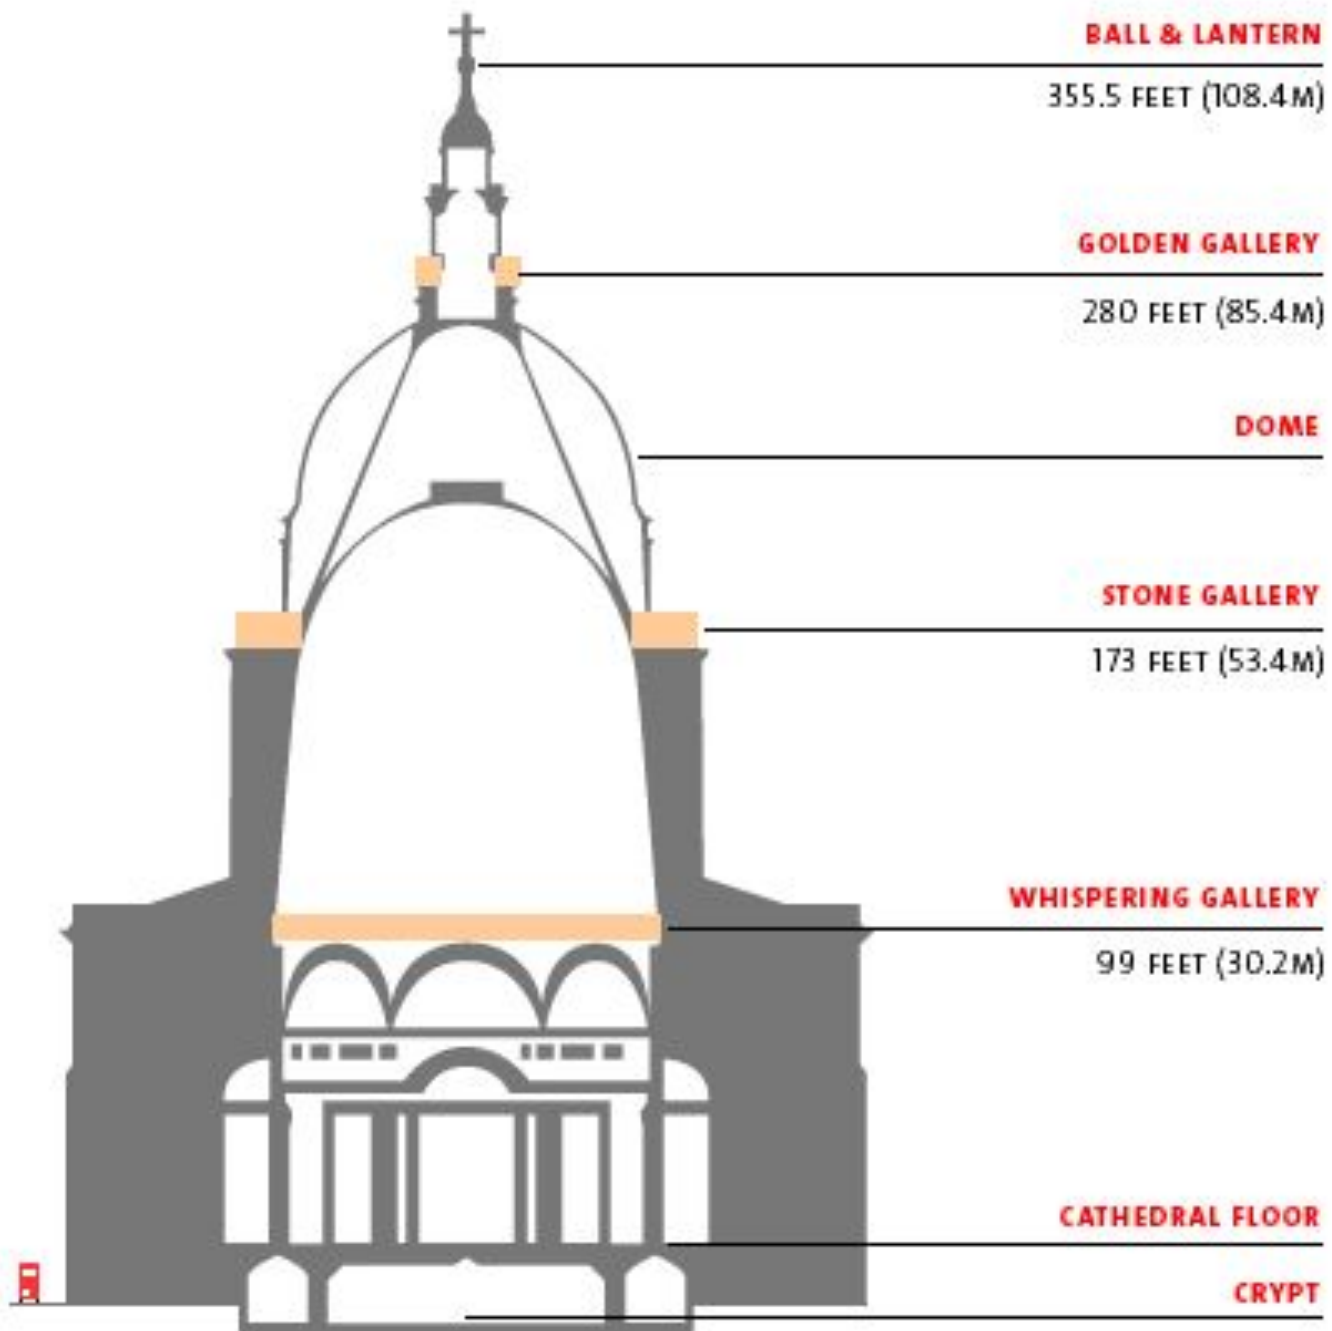 BALL & LANTERN
355.5 FEET (108.4M)
GOLDEN GALLERY
280 FEET (85.4M)
DOME
STONE GALLERY
173 FEET (53.4M)
WHISPERING GALLERY
99 FEET (30.2M)
CATHEDRAL FLOOR
CRYPT